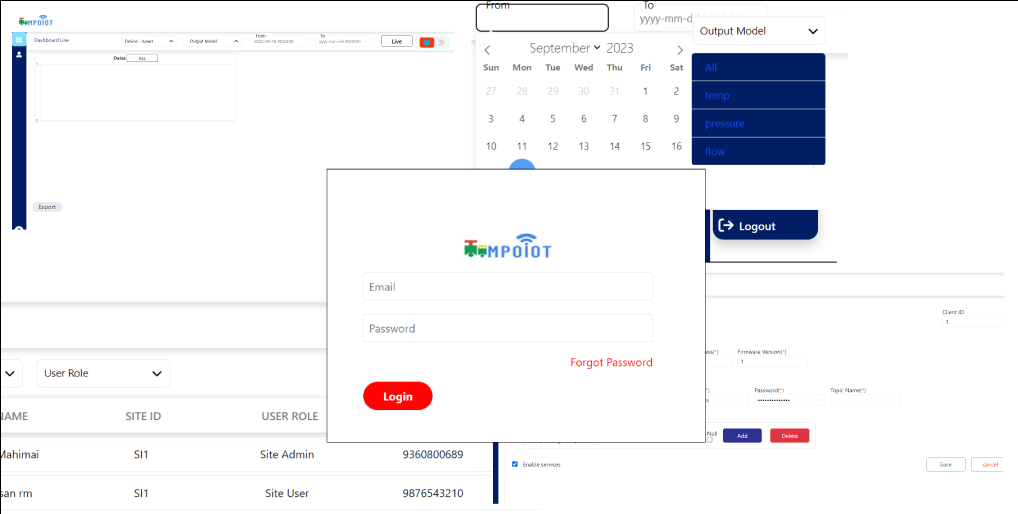 MPOIOT
Dashboard Live
Device - Asset
Output Model
From
To
yyyy-mm-dd
Live
Detas
ALL
Export
From
To
yyyy-mm-d
Output Model
All
temp
pressure
flow
September 2023
Sun Mon Tue Wed Thu Fri Sat
27 28 29 30 31 1 2
3 4 5 6 7 8 9
10 11 12 13 14 15 16
Logout
MPOIOT
Email
Password
Forgot Password
Login
User Role
NAME SITE ID USER ROLE
Mahimai SI1 Site Admin 9360800689
san rm SI1 Site User 9876543210
Client ID
1
Firmware Version(*)
1
Password(*)
••••••••••••••
Topic Name(*)
Null
Add
Delete
Enable services
Save
cancel